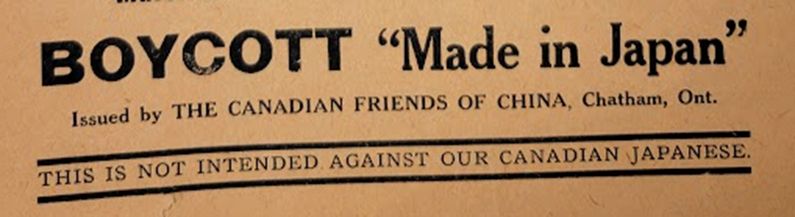 BOYCOTT “Made in Japan”
Issued by THE CANADIAN FRIENDS OF CHINA, Chatham, Ont.
THIS IS NOT INTENDED AGAINST OUR CANADIAN JAPANESE.